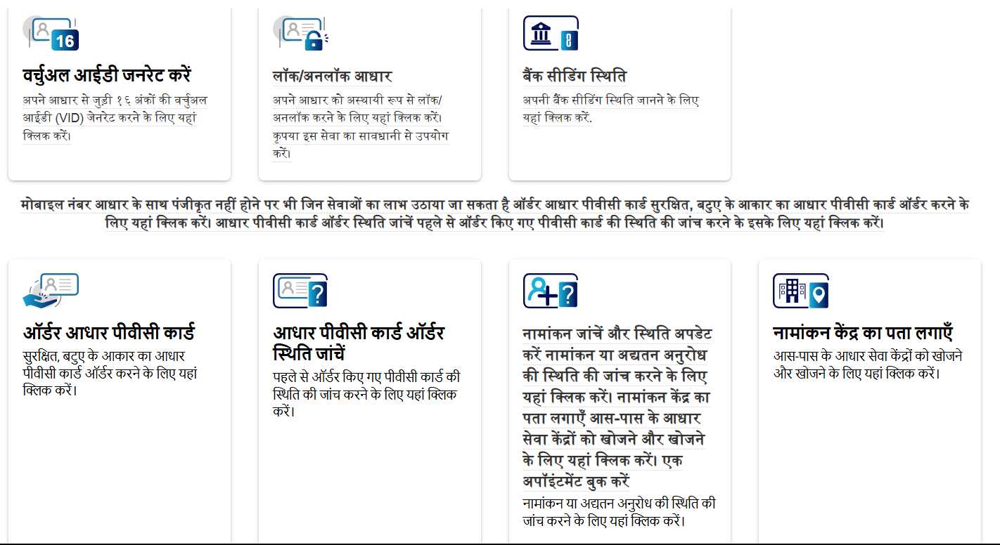 16
वर्चुअल आईडी जनरेट करें
अपने आधार से जुड़ी १६ अंकों की वर्चुअल
आईडी (VID) जेनरेट करने के लिए यहां
क्लिक करें।
लॉक/अनलॉक आधार
अपने आधार को अस्थायी रूप से लॉक/
अनलॉक करने के लिए यहां क्लिक करें।
कृपया इस सेवा का सावधानी से उपयोग
करें।
बैंक सीडिंग स्थिति
अपनी बैंक सीडिंग स्थिति जानने के लिए
यहां क्लिक करें.
मोबाइल नंबर आधार के साथ पंजीकृत नहीं होने पर भी जिन सेवाओं का लाभ उठाया जा सकता है ऑर्डर आधार पीवीसी कार्ड सुरक्षित, बटुए के आकार का आधार पीवीसी कार्ड ऑर्डर करने के
लिए यहां क्लिक करें। आधार पीवीसी कार्ड ऑर्डर स्थिति जांचें पहले से ऑर्डर किए गए पीवीसी कार्ड की स्थिति की जांच करने के इसके लिए यहां क्लिक करें।
ऑर्डर आधार पीवीसी कार्ड
सुरक्षित, बटुए के आकार का आधार
पीवीसी कार्ड ऑर्डर करने के लिए यहां
क्लिक करें।
?
आधार पीवीसी कार्ड ऑर्डर
स्थिति जांचें
पहले से ऑर्डर किए गए पीवीसी कार्ड की
स्थिति की जांच करने के लिए यहां क्लिक
करें।
?
नामांकन जांचें और स्थिति अपडेट
करें नामांकन या अद्यतन अनुरोध
की स्थिति की जांच करने के लिए
यहां क्लिक करें। नामांकन केंद्र का
पता लगाएँ आस-पास के आधार
सेवा केंद्रों को खोजने और खोजने
के लिए यहां क्लिक करें। एक
अपॉइंटमेंट बुक करें
नामांकन या अद्यतन अनुरोध की स्थिति की
जांच करने के लिए यहां क्लिक करें।
नामांकन केंद्र का पता लगाएँ
आस-पास के आधार सेवा केंद्रों को खोजने
और खोजने के लिए यहां क्लिक करें।